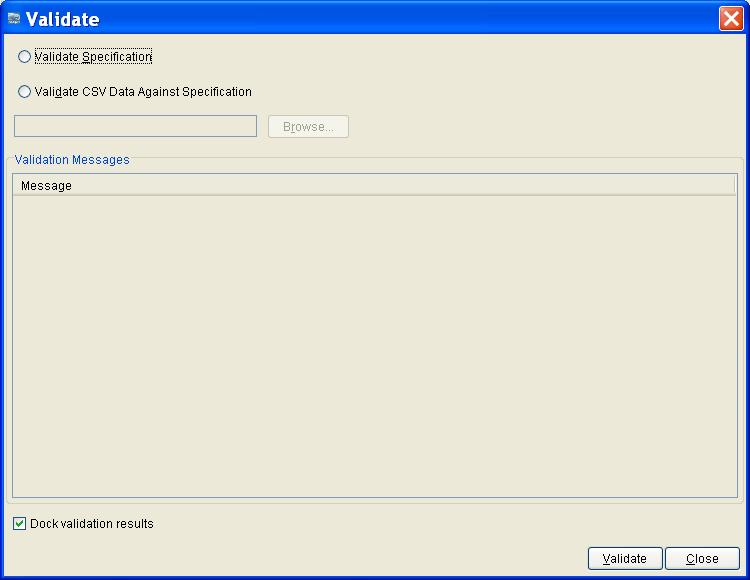 Validate
Validate Specification
Validate CSV Data Against Specification
Browse...
Validation Messages
Message
Dock validation results
Validate Close